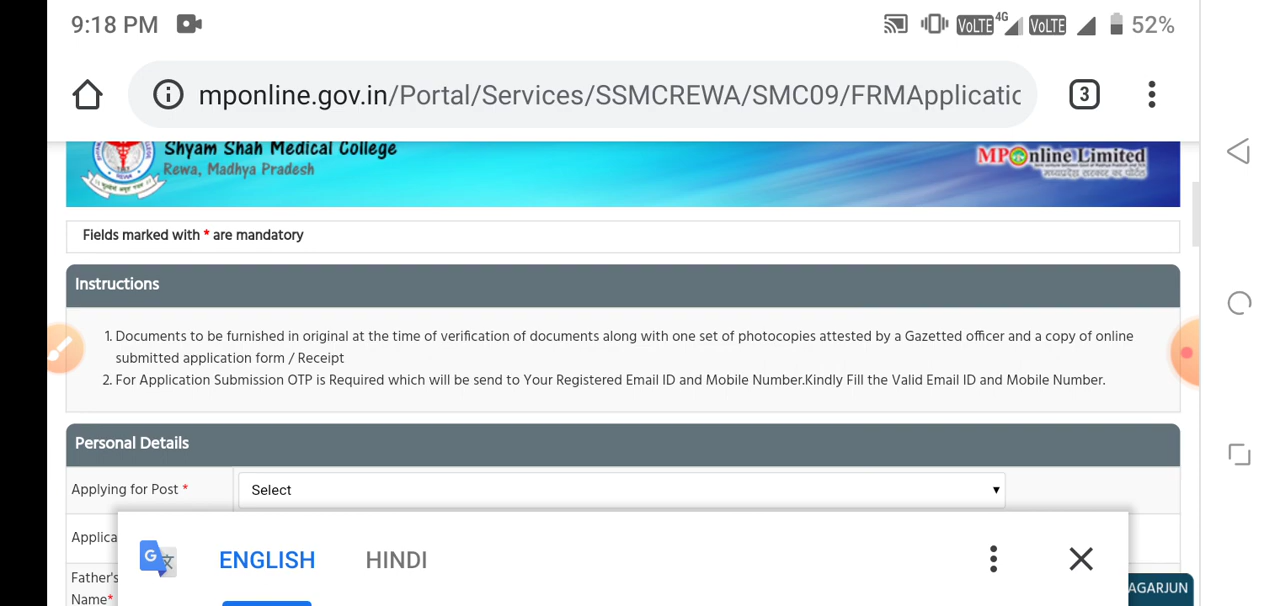 9:18 PM
VoLTE 4G VoLTE 52%
mponline.gov.in/Portal/Services/SSMCREWA/SMC09/FRMApplicatic
3
Shyam Shah Medical College
Rewa, Madhya Pradesh
MPOnline Limited
Fields marked with * are mandatory
Instructions
1. Documents to be furnished in original at the time of verification of documents along with one set of photocopies attested by a Gazetted officer and a copy of online
submitted application form / Receipt
2. For Application Submission OTP is Required which will be send to Your Registered Email ID and Mobile Number.Kindly Fill the Valid Email ID and Mobile Number.
Personal Details
Applying for Post *
Select
Applica
Father's
Name*
G
ENGLISH
HINDI
AGARJUN